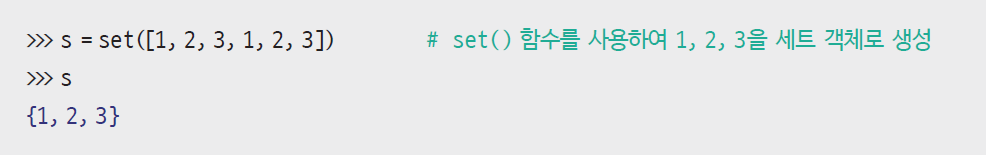 >>> s = set([1, 2, 3, 1, 2, 3]) # set() 함수를 사용하여 1, 2, 3을 세트 객체로 생성
>>> s
{1, 2, 3}